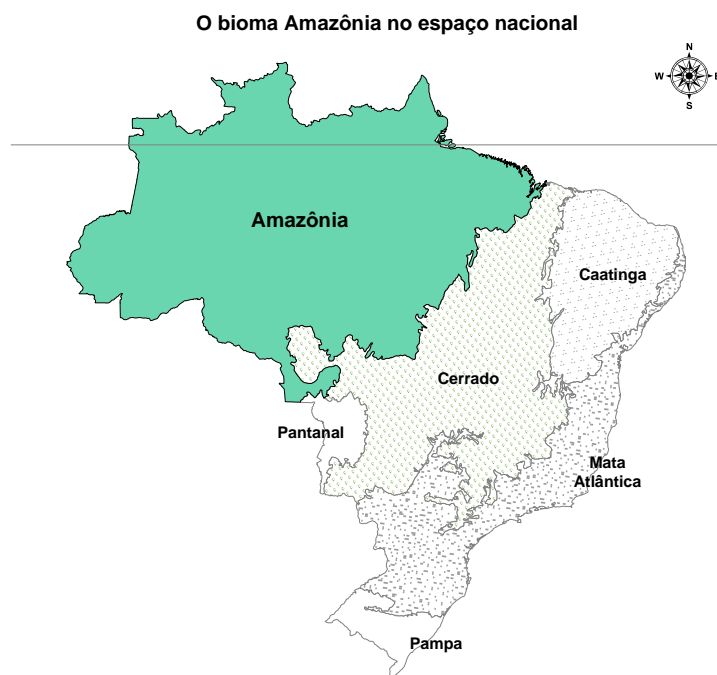 O bioma Amazônia no espaço nacional
N
W
E
S
Amazônia
Caatinga
Cerrado
Pantanal
Mata
Atlântica
Pampa